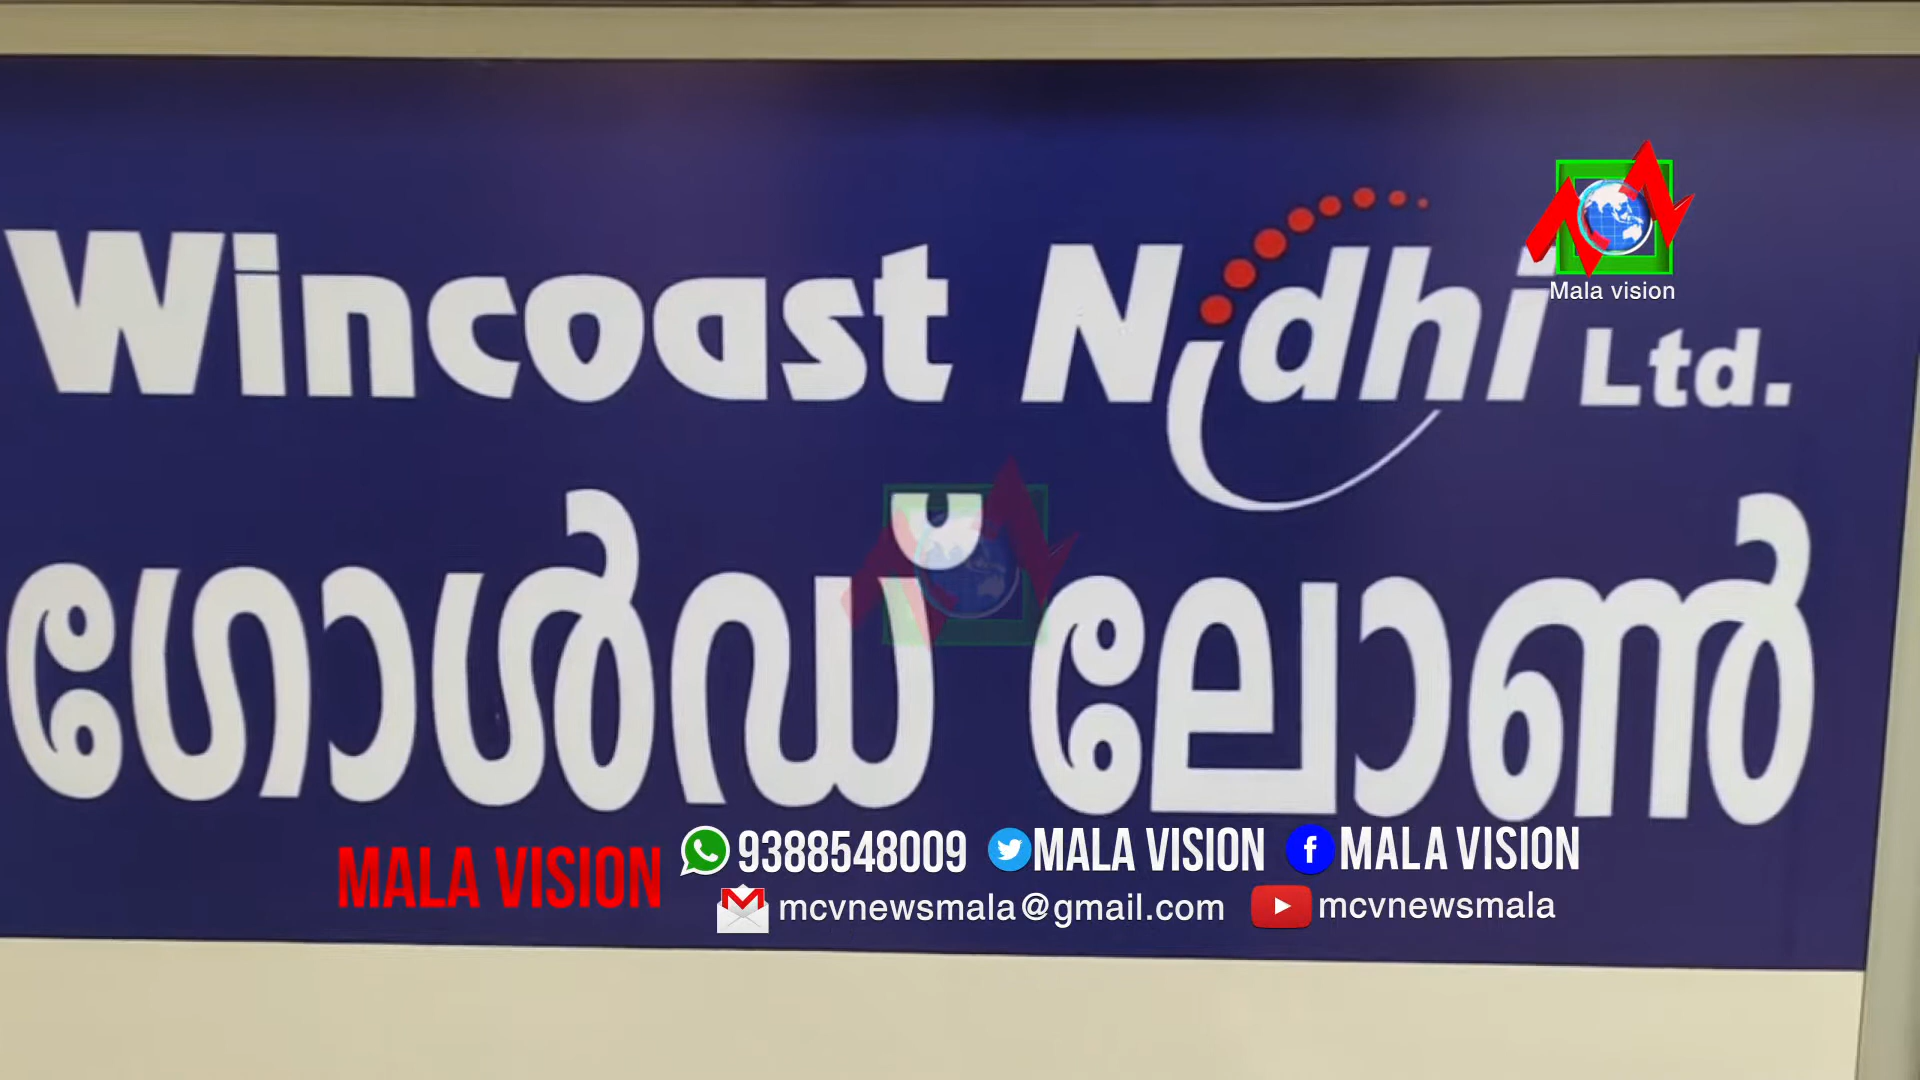 Wincoast Nidhi Ltd.
Mala vision
ഗോൾഡ് ലോൺ
MALA VISION
9388548009 MALA VISION MALA VISION
mcvnewsmala@gmail.com mcvnewsmala